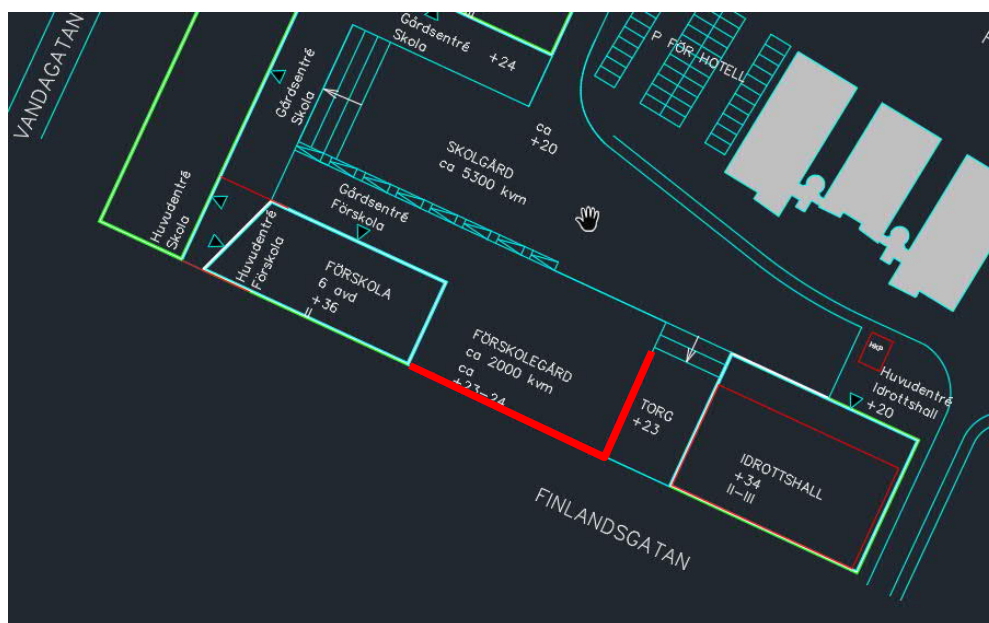 VANDAGATAN
Gårdsentré
Skola
+24
P FÖR HOTELL
Gårdsentré
Skola
ca
+20
SKOLGÅRD
ca 5300 kvm
Huvudentré
Skola
Gårdsentré
Förskola
Huvudentré
Förskola
FÖRSKOLA
6 avd
+36
II
FÖRSKOLEGÅRD
ca 2000 kvm
ca
+23-24
TORG
+23
HKP
Huvudentré
Idrottshall
+20
IDROTTSHALL
+34
II-III
FINLANDSGATAN